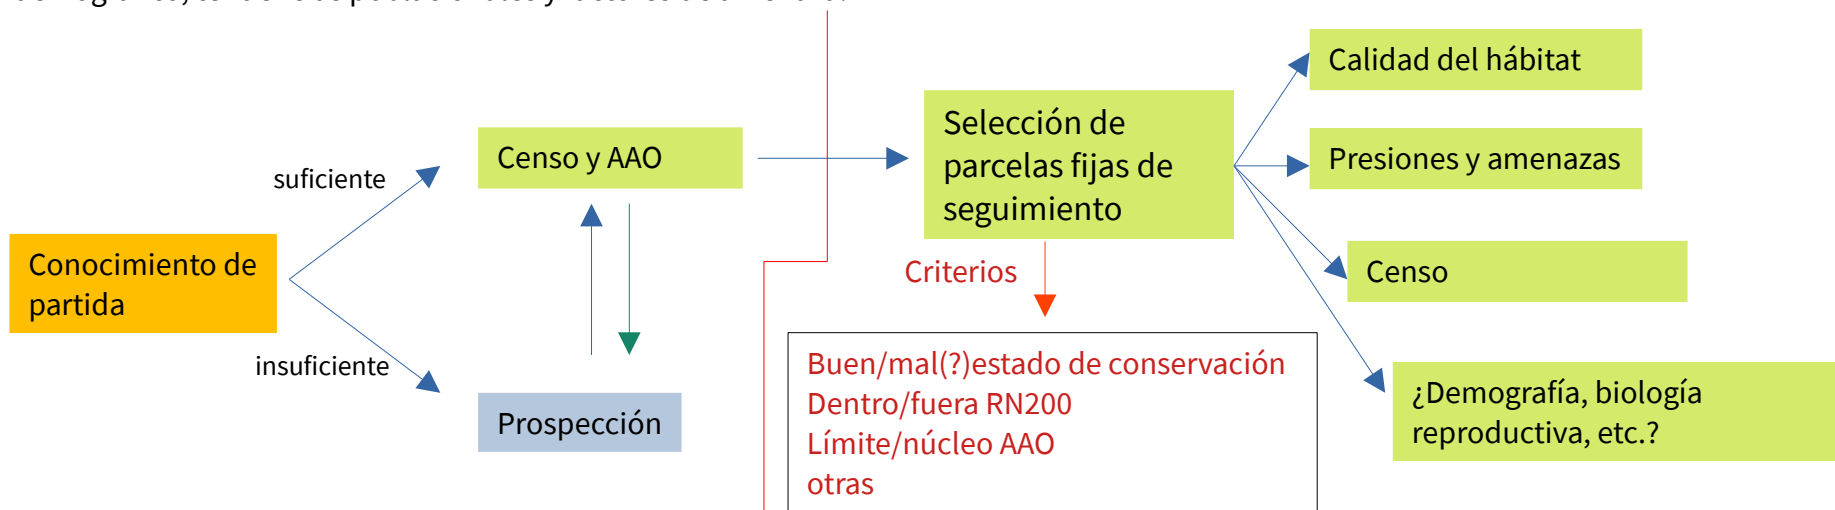 Calidad del hábitat
Selección de
parcelas fijas de
seguimiento
Censo y AAO
Presiones y amenazas
suficiente
Conocimiento de
partida
Criterios
Censo
insuficiente
Buen/mal(?)estado de conservación
Dentro/fuera RN200
Límite/núcleo AAO
otras
Prospección
¿Demografía, biología
reproductiva, etc.?